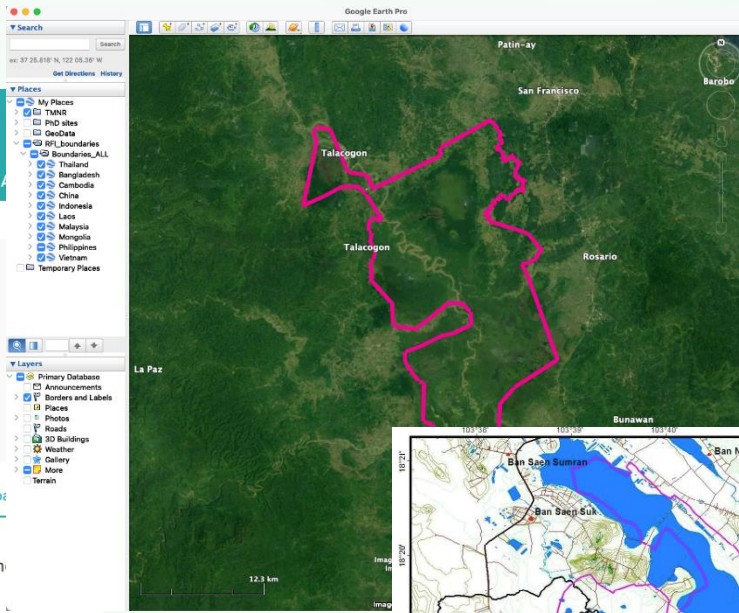 Google Earth Pro
Search
Search
ex: 37 25.818' N, 122 05.36' W
Get Directions History
Places
My Places
TMNR
PhD sites
GeoData
RFI_boundaries
Boundaries_ALL
Thailand
Bangladesh
Cambodia
China
Indonesia
Laos
Malaysia
Mongolia
Philippines
Vietnam
Temporary Places
Layers
Primary Database
Announcements
Borders and Labels
Places
Photos
Roads
3D Buildings
Weather
Gallery
More
Terrain
N
Patin-ay
Barobo
San Francisco
Talacogon
Talacogon
Rosario
La Paz
Bunawan
12.3 km
103°38'
103°39'
103°40'
18°21'
Ban Saen Sumran
Ban N
Ban Saen Suk
18°20'